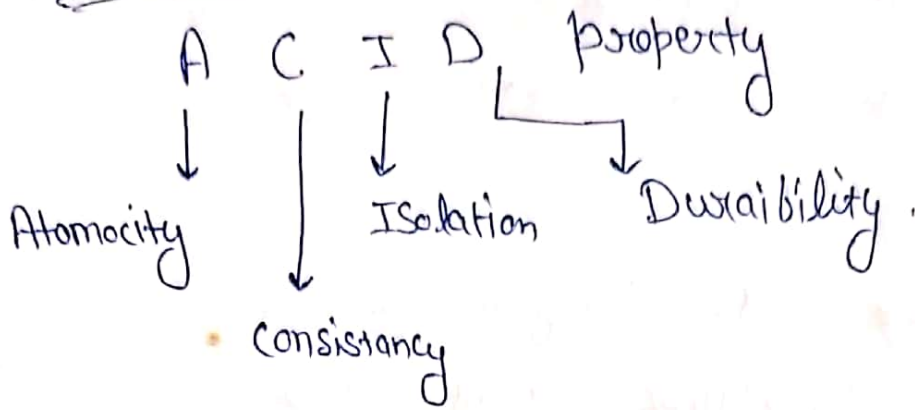 A C I D property
Atomocity
ISolation
Duraibility.
Consistancy